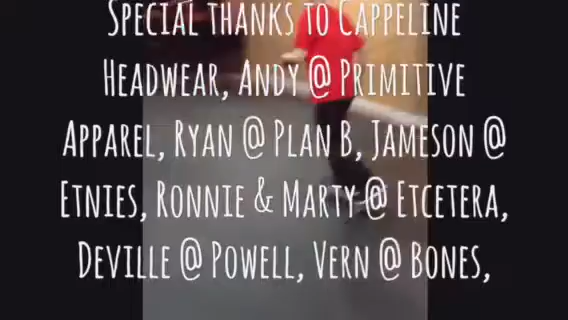 Special thanks to Cappeline
Headwear, Andy @ Primitive
Apparel, Ryan @ Plan B, Jameson @
Etnies, Ronnie & Marty @ Etcetera,
Deville @ Powell, Vern @ Bones,